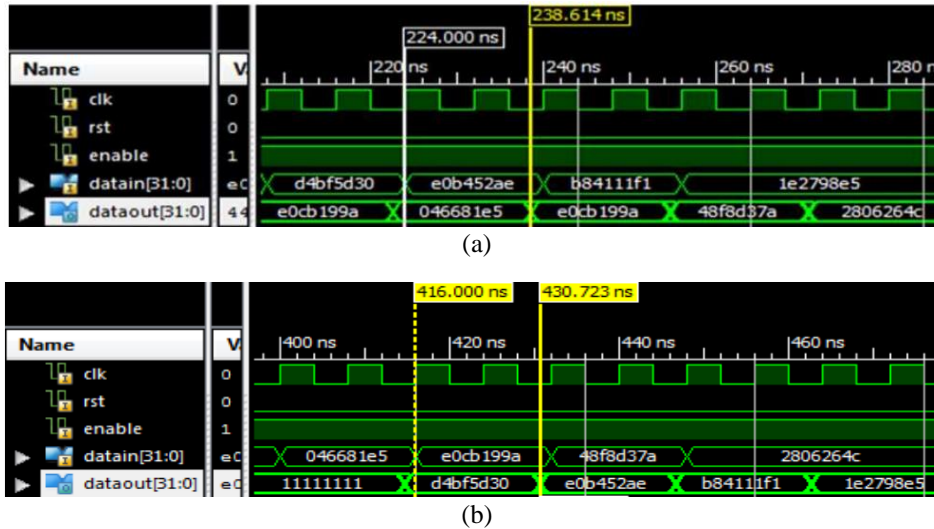 238.614 ns
224.000 ns
Name V. 220 ns 240 ns 260 ns 280 n
clk 0
rst 0
enable 1
datain[31:0] e0 d4bf5d30 e0b452ae b84111f1 1e2798e5
dataout[31:0] 44 e0cb199a 046681e5 e0cb199a 48f8d37a 2806264c
(a)
416.000 ns 430.723 ns
Name V. 400 ns 420 ns 440 ns 460 ns
clk 0
rst 0
enable 1
datain[31:0] e0 046681e5 e0cb199a 48f8d37a 2806264c
dataout[31:0] e0 11111111 d4bf5d30 e0b452ae b84111f1 1e2798e5
(b)